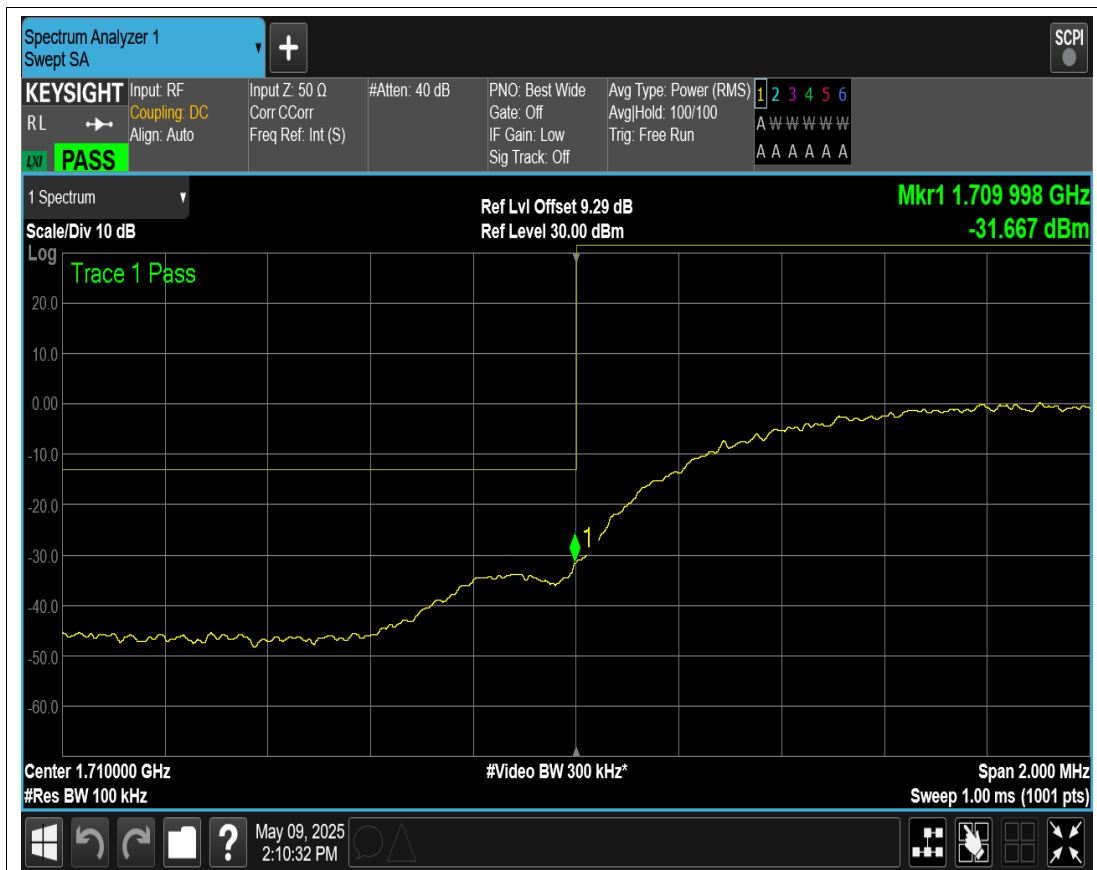 Spectrum Analyzer 1
Swept SA
+
SCPI
KEYSIGHT
RL
LXI PASS
Input: RF
Coupling: DC
Align: Auto
Input Z: 50 Ω
Corr CCorr
Freq Ref: Int (S)
#Atten: 40 dB
PNO: Best Wide
Gate: Off
IF Gain: Low
Sig Track: Off
Avg Type: Power (RMS)
Avg|Hold: 100/100
Trig: Free Run
1 2 3 4 5 6
A W W W W W
A A A A A A
1 Spectrum
Scale/Div 10 dB
Ref Lvl Offset 9.29 dB
Ref Level 30.00 dBm
Mkr1 1.709 998 GHz
-31.667 dBm
Log
Trace 1 Pass
20.0
10.0
0.00
-10.0
-20.0
1
-30.0
-40.0
-50.0
-60.0
Center 1.710000 GHz
#Video BW 300 kHz*
Span 2.000 MHz
#Res BW 100 kHz
Sweep 1.00 ms (1001 pts)
?
May 09, 2025
2:10:32 PM